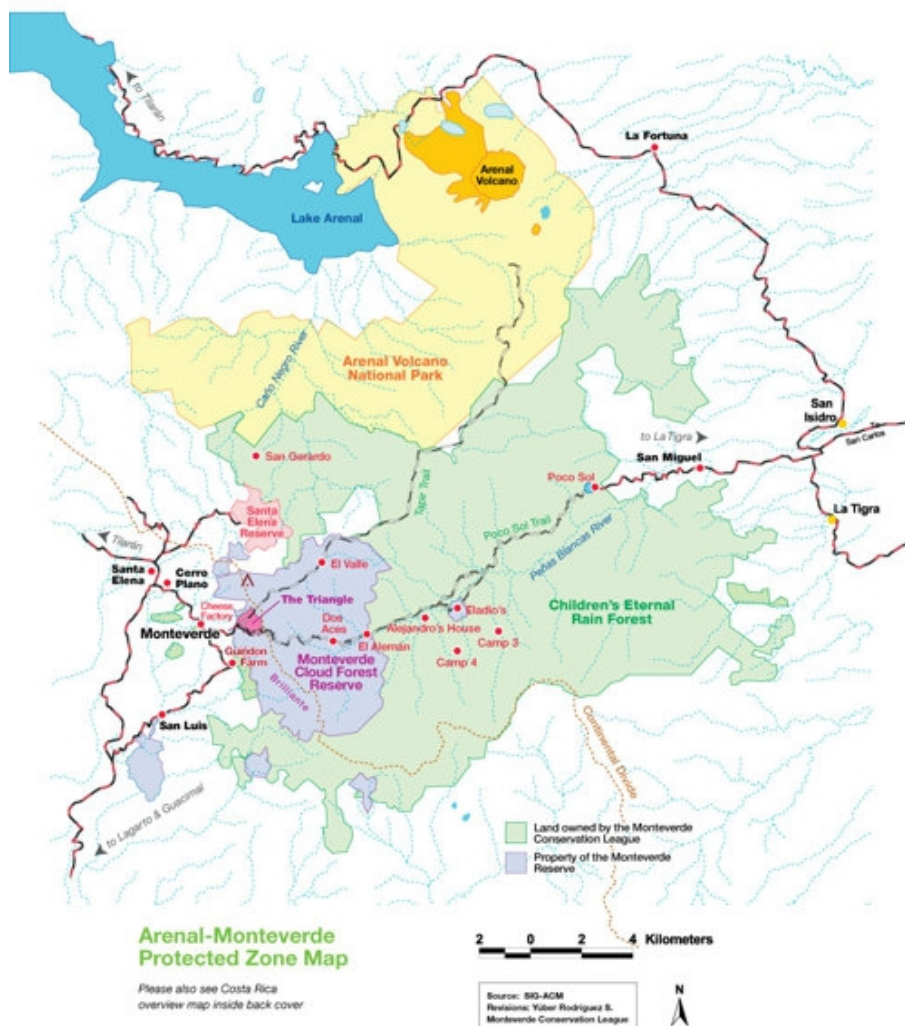 to Tilarán
La Fortuna
Arenal
Volcano
Lake Arenal
Caño Negro River
Arenal Volcano
National Park
San
Isidro
To
San Carlos
to La Tigra
San Miguel
San Gerardo
Tapir Trail
Poco Sol
Santa
Elena
Reserve
Poco Sol Trail
Peñas Blancas River
La Tigra
Tilarán
Santa
Elena
Cerro
Plano
El Valle
The Triangle
Cheese
Factory
Monteverde
Dos
Aces
Eladio's
Alejandro's House
Children's Eternal
Rain Forest
El Alemán
Camp 3
Camp 4
Guindon
Farm
Monteverde
Cloud Forest
Reserve
Brilliante
San Luis
Continental Divide
to Lagarto & Guacimal
Land owned by the Monteverde
Conservation League
Property of the Monteverde
Reserve
Arenal-Monteverde
Protected Zone Map
2 0 2 4 Kilometers
Please also see Costa Rica
overview map inside back cover
Source: SIG-ACM
Revisions: Yúber Rodríguez S.
Monteverde Conservation League
N